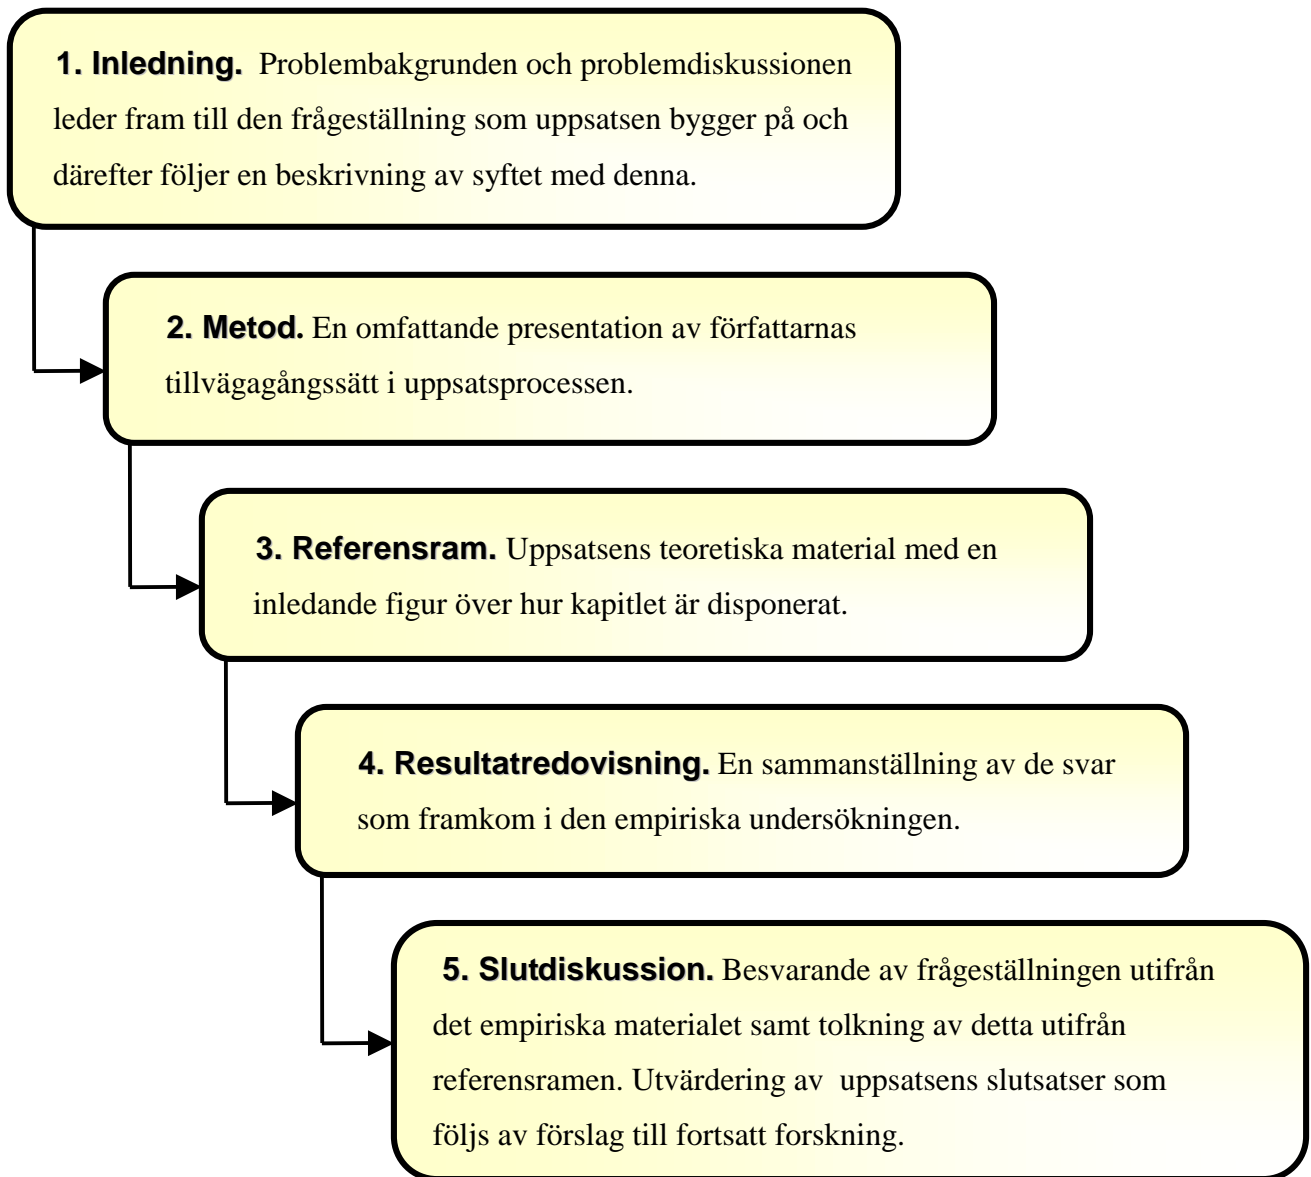 1. Inledning. Problembakgrunden och problemdiskussionen
leder fram till den frågeställning som uppsatsen bygger på och
därefter följer en beskrivning av syftet med denna.
2. Metod. En omfattande presentation av författarnas
tillvägagångssätt i uppsatsprocessen.
3. Referensram. Uppsatsens teoretiska material med en
inledande figur över hur kapitlet är disponerat.
4. Resultatredovisning. En sammanställning av de svar
som framkom i den empiriska undersökningen.
5. Slutdiskussion. Besvarande av frågeställningen utifrån
det empiriska materialet samt tolkning av detta utifrån
referensramen. Utvärdering av uppsatsens slutsatser som
följs av förslag till fortsatt forskning.